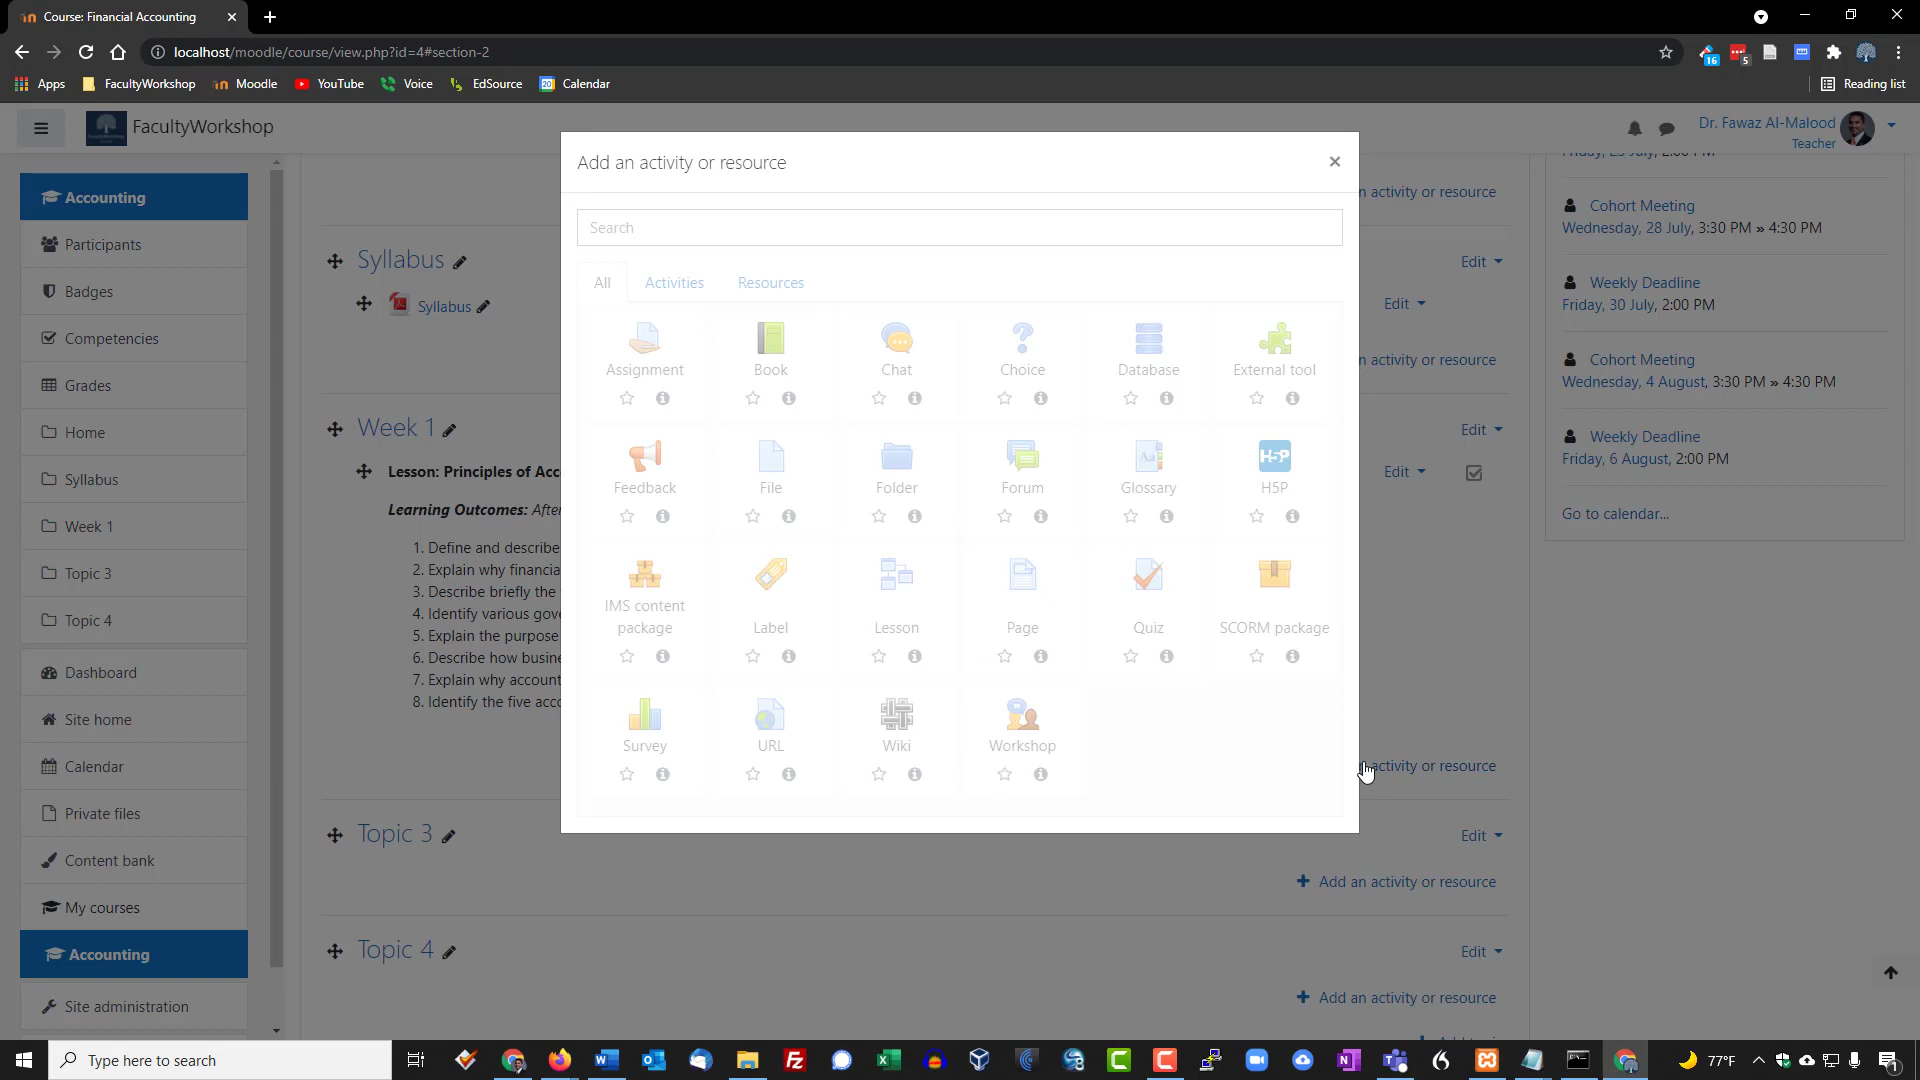 Course: Financial Accounting
localhost/moodle/course/view.php?id=4#section-2
16
5
Apps
FacultyWorkshop
Moodle
YouTube
Voice
EdSource
20
Calendar
Reading list
FacultyWorkshop
Dr. Fawaz Al-Malood
Teacher
Accounting
Participants
Badges
Competencies
Grades
Home
Syllabus
Week 1
Topic 3
Topic 4
Dashboard
Site home
Calendar
Private files
Content bank
My courses
Accounting
Site administration
n activity or resource
Syllabus
Edit
Syllabus
Edit
n activity or resource
Week 1
Edit
Lesson: Principles of Acc
Edit
Learning Outcomes: After
1. Define and describe
2. Explain why financia
3. Describe briefly the
4. Identify various gove
5. Explain the purpose
6. Describe how busine
7. Explain why account
8. Identify the five acco
activity or resource
Topic 3
Edit
Add an activity or resource
Topic 4
Edit
Add an activity or resource
Add an activity or resource
Search
All
Activities
Resources
Assignment
Book
Chat
Choice
Database
External tool
Feedback
File
Folder
Forum
Aa
Glossary
H5P
H5P
IMS content
package
Label
Lesson
Page
Quiz
SCORM package
Survey
URL
Wiki
Workshop
Cohort Meeting
Wednesday, 28 July, 3:30 PM » 4:30 PM
Weekly Deadline
Friday, 30 July, 2:00 PM
Cohort Meeting
Wednesday, 4 August, 3:30 PM » 4:30 PM
Weekly Deadline
Friday, 6 August, 2:00 PM
Go to calendar...
Type here to search
77°F
1